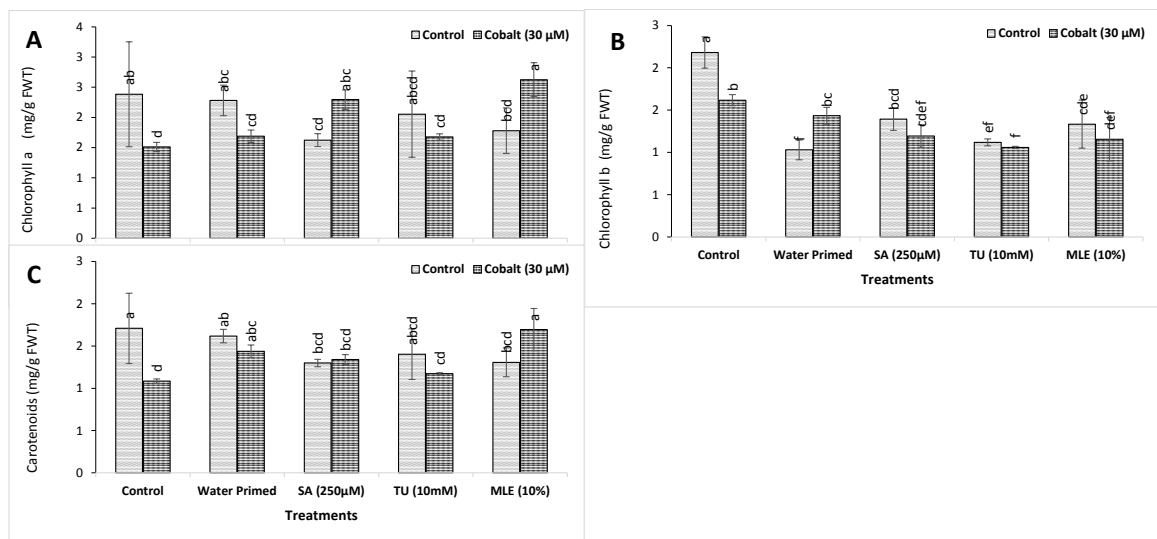 A
Control Cobalt (30 µM)
Chlorophyll a (mg/g FWT)
4
3
3
2
2
1
1
0
ab
d
abc
cd
cd
abc
abcd
cd
bcd
a
B
Control Cobalt (30 µM)
Chlorophyll b (mg/g FWT)
3
2
2
1
1
0
a
b
f
bc
bcd
cdef
ef
f
cde
def
Control Water Primed SA (250µM) TU (10mM) MLE (10%)
Treatments
C
Control Cobalt (30 µM)
Carotenoids (mg/g FWT)
3
2
2
1
1
0
a
d
ab
abc
bcd
bcd
abcd
cd
bcd
a
Control Water Primed SA (250µM) TU (10mM) MLE (10%)
Treatments